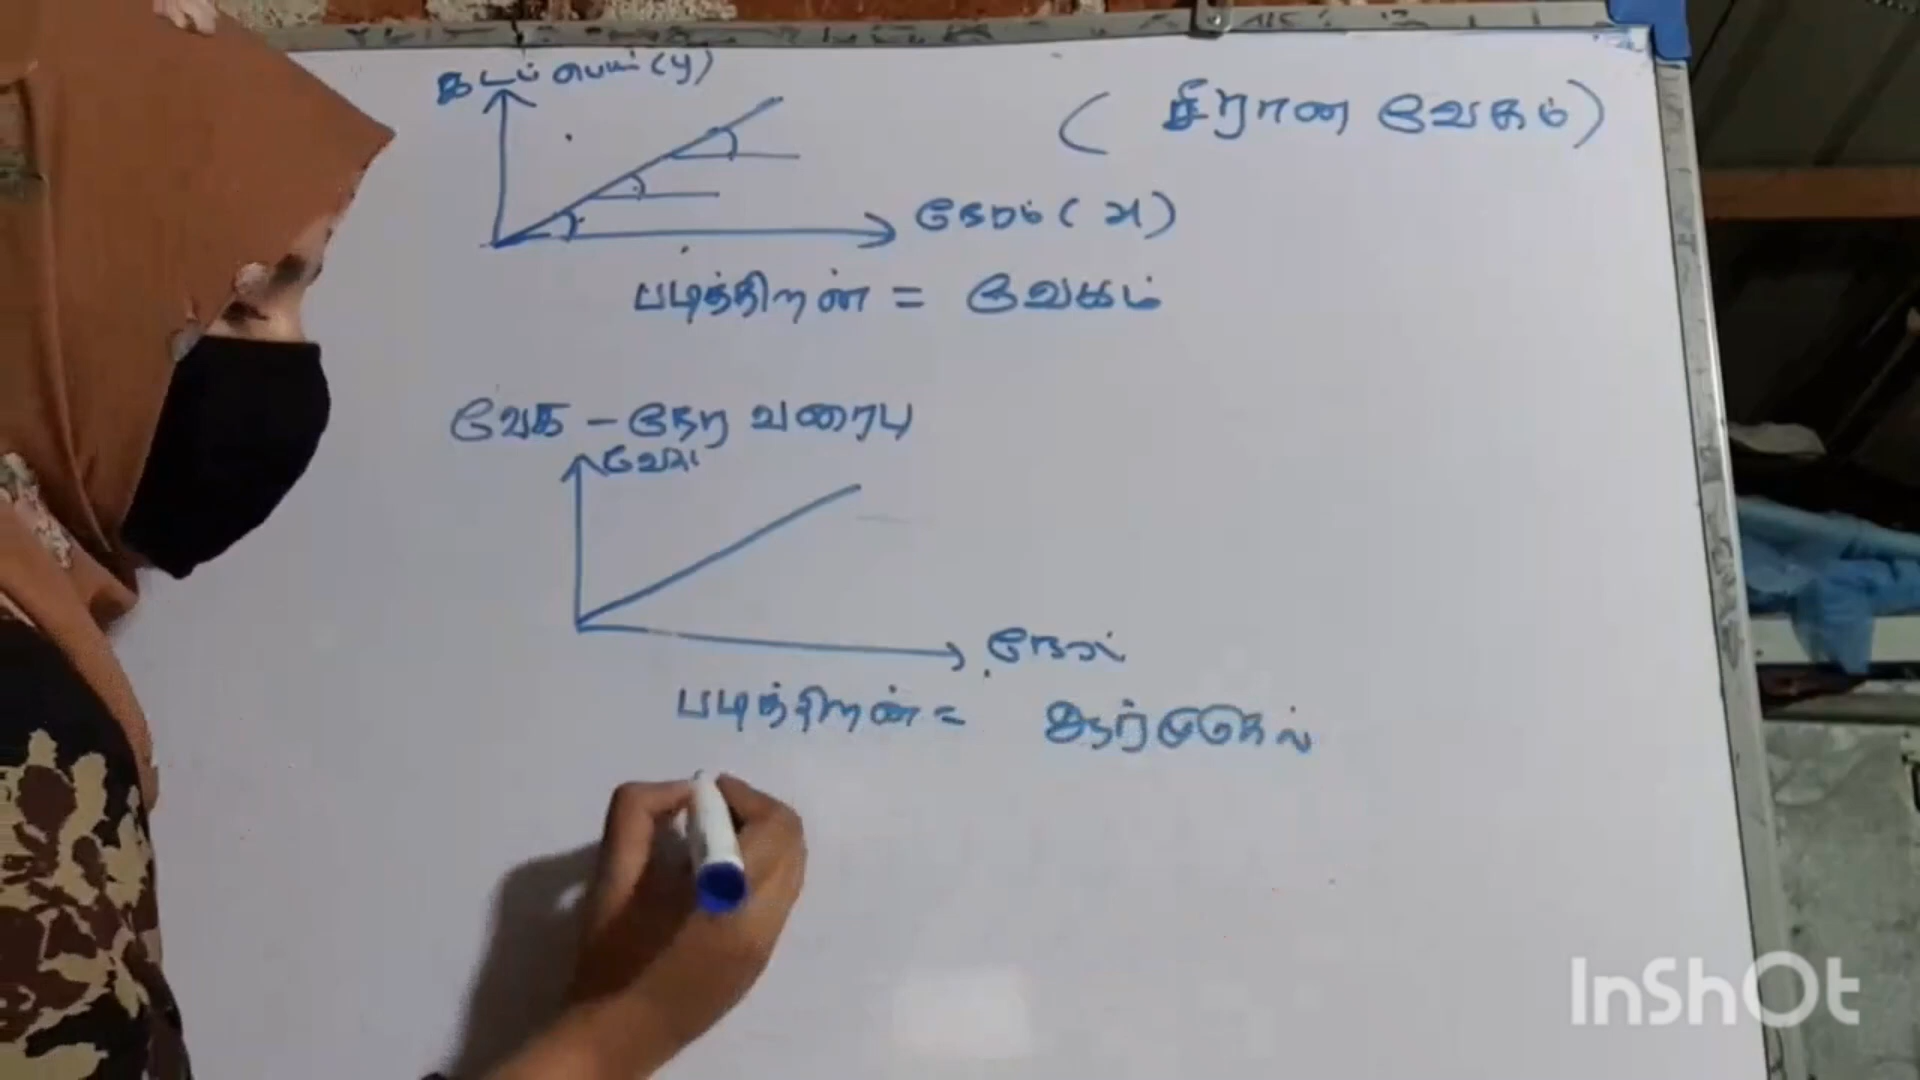 இடப்பெயர் (y)
( சீரான வேகம்)
நேரம் ( x )
படித்திறன் = வேகம்
வேக - நேர வரைபு
வேகம்
நேரம்
படித்திறன் = ஆர்முடுகல்
InShOt